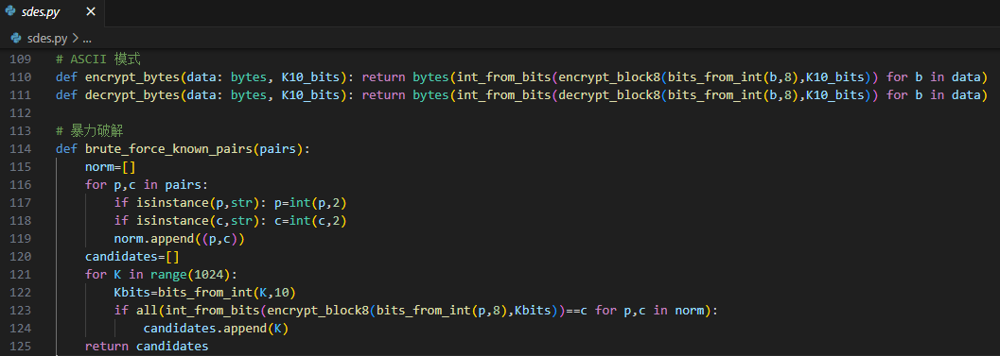 sdes.py
sdes.py > ...
109 # ASCII 模式
110 def encrypt_bytes(data: bytes, K10_bits): return bytes(int_from_bits(encrypt_block8(bits_from_int(b,8),K10_bits)) for b in data)
111 def decrypt_bytes(data: bytes, K10_bits): return bytes(int_from_bits(decrypt_block8(bits_from_int(b,8),K10_bits)) for b in data)
112
113 # 暴力破解
114 def brute_force_known_pairs(pairs):
115     norm=[]
116     for p,c in pairs:
117         if isinstance(p,str): p=int(p,2)
118         if isinstance(c,str): c=int(c,2)
119         norm.append((p,c))
120     candidates=[]
121     for K in range(1024):
122         Kbits=bits_from_int(K,10)
123         if all(int_from_bits(encrypt_block8(bits_from_int(p,8),Kbits))==c for p,c in norm):
124             candidates.append(K)
125     return candidates